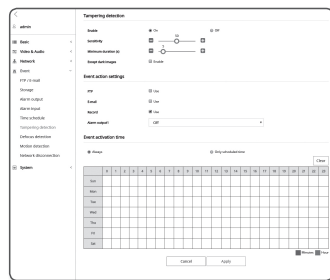 admin
Basic
Video & Audio
Network
Event
FTP / E-mail
Storage
Alarm output
Alarm input
Time schedule
Tampering detection
Defocus detection
Motion detection
Network disconnection
System
Tampering detection
Enable On Off
Sensitivity 50
Minimum duration (s) 5
Except dark images Enable
Event action settings
FTP Use
E-mail Use
Record Use
Alarm output1 Off
Event activation time
Always Only scheduled time
Clear
0 1 2 3 4 5 6 7 8 9 10 11 12 13 14 15 16 17 18 19 20 21 22 23
Sun
Mon
Tue
Wed
Thu
Fri
Sat
Minute Hour
Cancel Apply